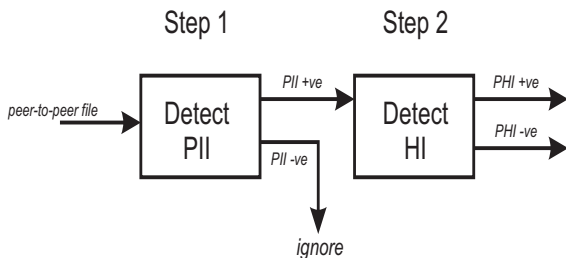 Step 1
Step 2
peer-to-peer file
Detect
PII
PII +ve
PII -ve
ignore
Detect
HI
PHI +ve
PHI -ve